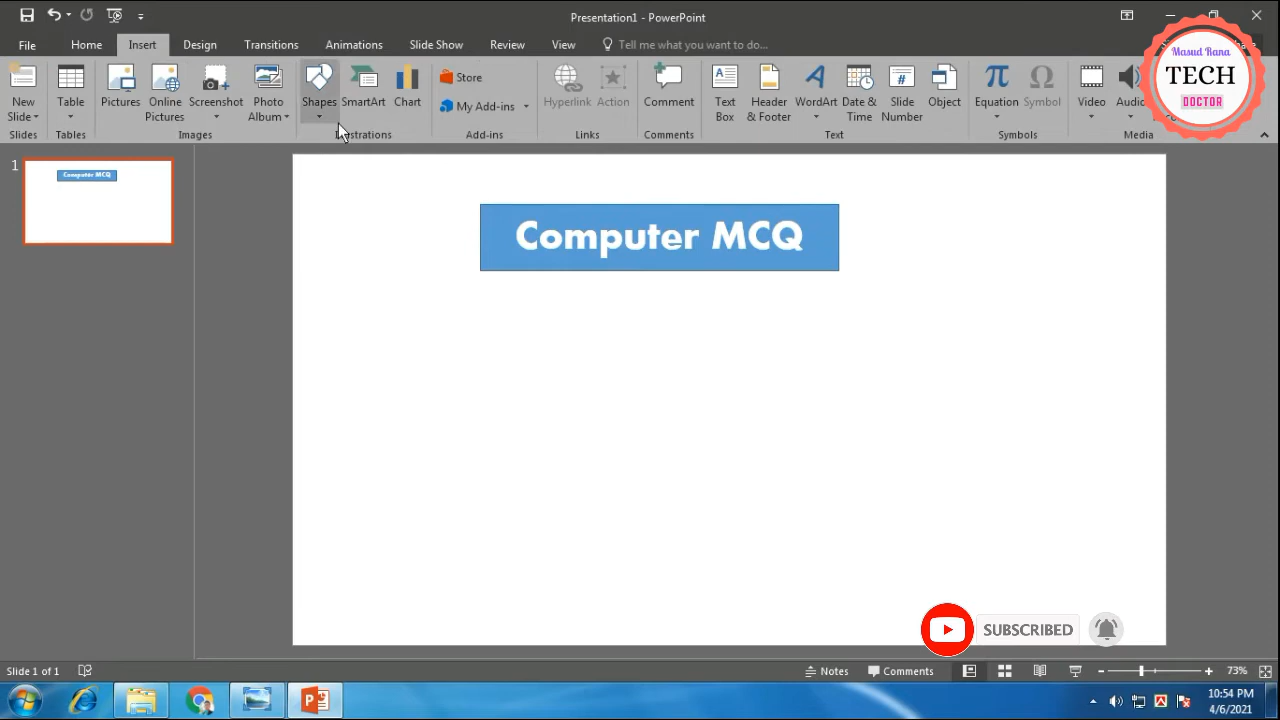 Presentation1 - PowerPoint
File Home Insert Design Transitions Animations Slide Show Review View Tell me what you want to do...
Masud Rana
TECH
DOCTOR
New Slide
Table
Pictures
Online Pictures
Screenshot
Photo Album
Shapes
SmartArt
Chart
Store
My Add-ins
Hyperlink
Action
Comment
Text Box
Header & Footer
WordArt
Date & Time
Slide Number
Object
Equation
Symbol
Video
Slides Tables Images Add-ins Links Comments Text Symbols Media
1
Computer MCQ
Computer MCQ
SUBSCRIBED
Slide 1 of 1 Notes Comments 73%
10:54 PM
4/6/2021